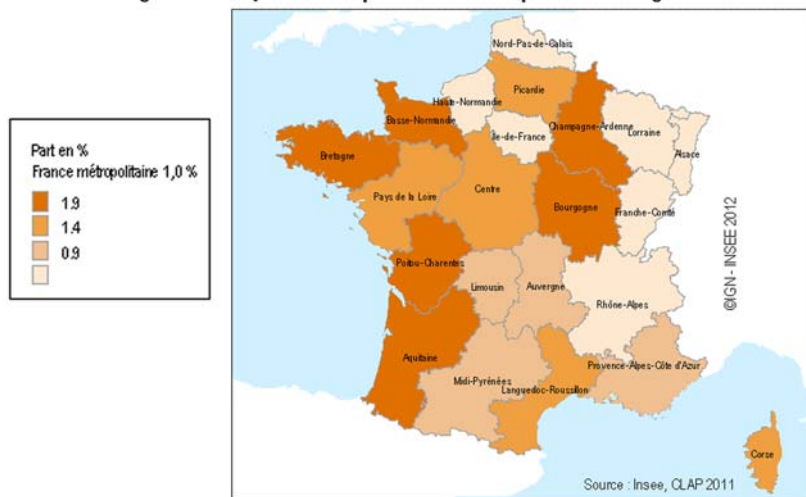 Nord-Pas-de-Calais
Picardie
Haute-Normandie
Basse-Normandie
Île-de-France
Champagne-Ardenne
Lorraine
Alsace
Bretagne
Pays de la Loire
Centre
Bourgogne
Franche-Comté
Poitou-Charentes
Limousin
Auvergne
Rhône-Alpes
Aquitaine
Midi-Pyrénées
Languedoc-Roussillon
Provence-Alpes-Côte d'Azur
Corse
Part en %
France métropolitaine 1,0 %
1.9
1.4
0.9
©IGN - INSEE 2012
Source : Insee, CLAP 2011